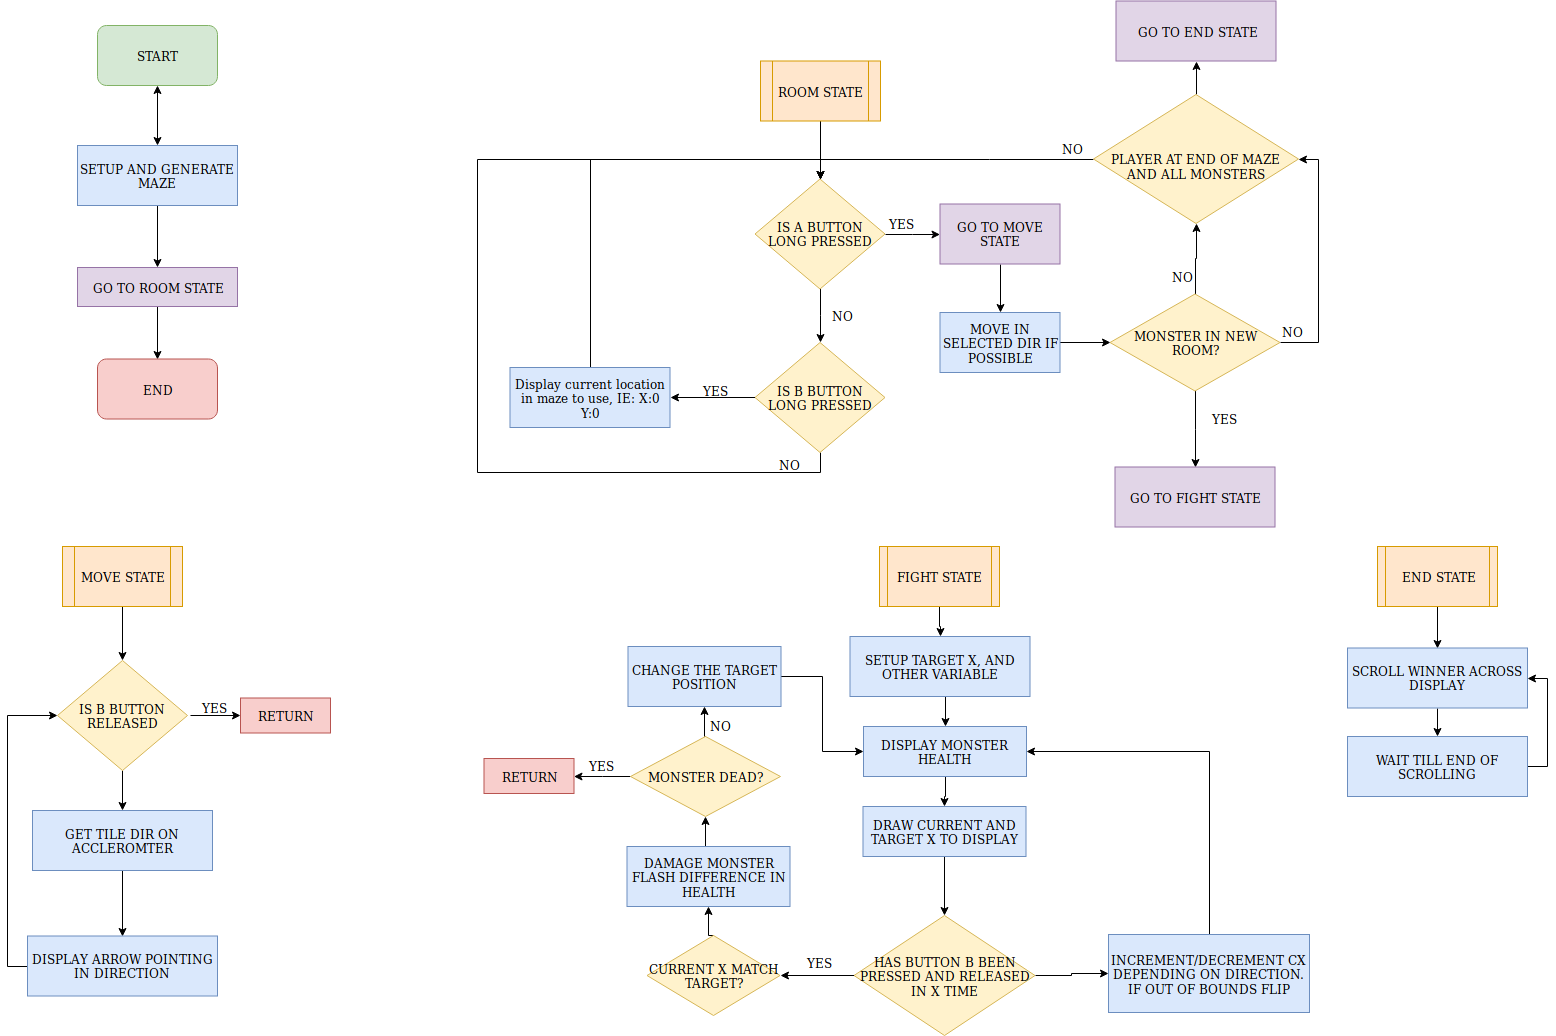 START
SETUP AND GENERATE
MAZE
GO TO ROOM STATE
END
ROOM STATE
IS A BUTTON
LONG PRESSED
YES
GO TO MOVE
STATE
NO
IS B BUTTON
LONG PRESSED
YES
Display current location
in maze to use, IE: X:0
Y:0
NO
MOVE IN
SELECTED DIR IF
POSSIBLE
MONSTER IN NEW
ROOM?
NO
NO
YES
GO TO FIGHT STATE
PLAYER AT END OF MAZE
AND ALL MONSTERS
NO
GO TO END STATE
MOVE STATE
IS B BUTTON
RELEASED
YES
RETURN
GET TILE DIR ON
ACCLEROMTER
DISPLAY ARROW POINTING
IN DIRECTION
FIGHT STATE
SETUP TARGET X, AND
OTHER VARIABLE
DISPLAY MONSTER
HEALTH
DRAW CURRENT AND
TARGET X TO DISPLAY
HAS BUTTON B BEEN
PRESSED AND RELEASED
IN X TIME
YES
CURRENT X MATCH
TARGET?
DAMAGE MONSTER
FLASH DIFFERENCE IN
HEALTH
MONSTER DEAD?
YES
RETURN
NO
CHANGE THE TARGET
POSITION
INCREMENT/DECREMENT CX
DEPENDING ON DIRECTION.
IF OUT OF BOUNDS FLIP
END STATE
SCROLL WINNER ACROSS
DISPLAY
WAIT TILL END OF
SCROLLING